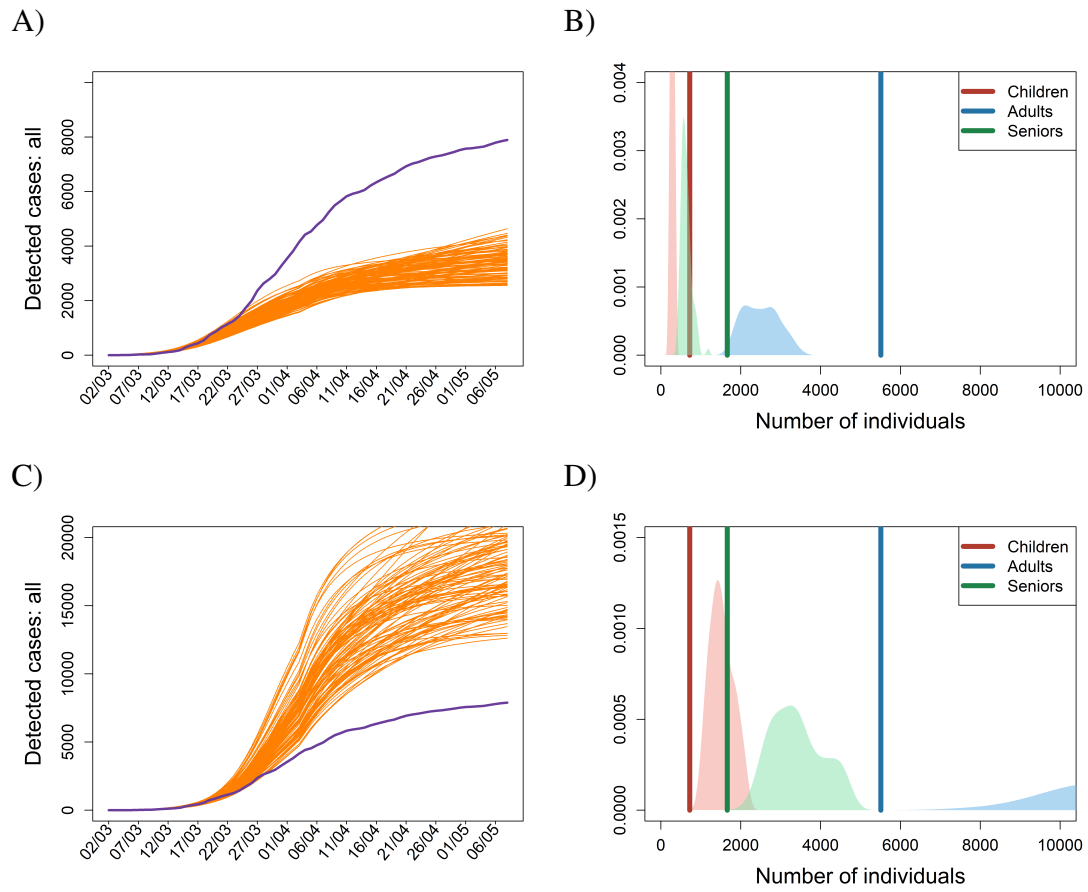 A)
Detected cases: all
0 2000 4000 6000 8000
02/03 07/03 12/03 17/03 22/03 27/03 01/04 06/04 11/04 16/04 21/04 26/04 01/05 06/05
B)
0.000 0.001 0.002 0.003 0.004
Children
Adults
Seniors
0 2000 4000 6000 8000 10000
Number of individuals
C)
Detected cases: all
0 5000 10000 15000 20000
02/03 07/03 12/03 17/03 22/03 27/03 01/04 06/04 11/04 16/04 21/04 26/04 01/05 06/05
D)
0.0000 0.0005 0.0010 0.0015
Children
Adults
Seniors
0 2000 4000 6000 8000 10000
Number of individuals